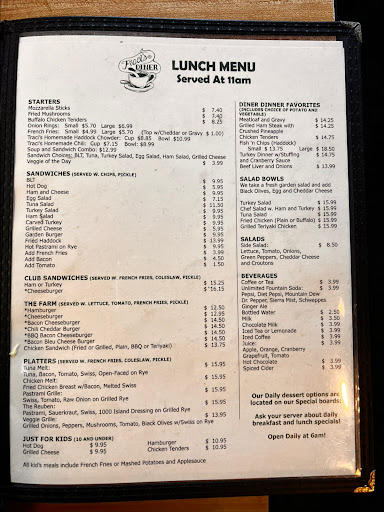 Traci's
DINER
LUNCH MENU
Served At 11am
STARTERS
Mozzarella Sticks $ 7.40
Fried Mushrooms $ 7.40
Buffalo Chicken Tenders $ 8.25
Onion Rings: Small $5.70 Large $6.99
French Fries: Small $4.99 Large $5.70 (Top w/Cheddar or Gravy $ 1.00)
Traci's Homemade Haddock Chowder: Cup $8.85 Bowl $10.99
Traci's Homemade Chili: Cup $7.15 Bowl: $8.99
Soup and Sandwich Combo: $12.99
Sandwich Choices: BLT, Tuna, Turkey Salad, Egg Salad, Ham Salad, Grilled Cheese
Veggie of the Day $ 3.99
SANDWICHES (SERVED W. CHIPS, PICKLE)
BLT $ 9.95
Hot Dog $ 5.95
Ham and Cheese $ 9.95
Egg Salad $ 7.15
Tuna Salad $ 11.50
Turkey Salad $ 9.95
Ham Salad $ 9.95
Carved Turkey $ 9.95
Grilled Cheese $ 5.95
Garden Burger $ 9.95
Fried Haddock $ 13.99
Hot Pastrami on Rye $ 9.95
Add French Fries $ 3.99
Add Bacon $ 4.50
Add Tomato $ 1.50
CLUB SANDWICHES (SERVED W. FRENCH FRIES, COLESLAW, PICKLE)
Ham or Turkey $ 15.25
*Cheeseburger $ 16.15
THE FARM (SERVED W. LETTUCE, TOMATO, FRENCH FRIES, PICKLE)
*Hamburger $ 12.50
*Cheeseburger $ 12.95
*Bacon Cheeseburger $ 14.50
*Chili Cheddar Burger $ 14.50
*BBQ Bacon Cheeseburger $ 14.50
*Bacon Bleu Cheese Burger $ 14.50
Chicken Sandwich (Fried or Grilled, Plain, BBQ or Teriyaki) $ 13.75
PLATTERS (SERVED W. FRENCH FRIES, COLESLAW, PICKLE)
Tuna Melt:
Tuna, Bacon, Tomato, Swiss, Open-Faced on Rye $ 15.95
Chicken Melt:
Fried Chicken Breast w/Bacon, Melted Swiss $ 15.95
Pastrami Grille:
Swiss, Tomato, Raw Onion on Grilled Rye $ 15.95
The Reuben:
Pastrami, Sauerkraut, Swiss, 1000 Island Dressing on Grilled Rye $ 15.95
Veggie Grille:
Grilled Onions, Peppers, Mushrooms, Tomato, Black Olives w/Swiss on Rye $ 13.95
JUST FOR KIDS (10 AND UNDER)
Hot Dog $ 9.95 Hamburger $ 10.95
Grilled Cheese $ 9.95 Chicken Tenders $ 10.95
All kid's meals include French Fries or Mashed Potatoes and Applesauce
DINER DINNER FAVORITES
(INCLUDES CHOICE OF POTATO AND
VEGETABLE)
Meatloaf and Gravy $ 14.25
Grilled Ham Steak with $ 14.25
Crushed Pineapple
Chicken Tenders $ 14.75
Fish 'n Chips (Haddock)
Small $ 13.75 Large $ 18.50
Turkey Dinner w/Stuffing $ 14.75
and Cranberry Sauce
Beef Liver and Onions $ 13.99
SALAD BOWLS
We take a fresh garden salad and add
Black Olives, Egg and Cheddar Cheese
Turkey Salad $ 15.99
Chef Salad w. Ham and Turkey $ 15.99
Tuna Salad $ 15.99
Fried Chicken (Plain or Buffalo) $ 15.99
Grilled Teriyaki Chicken $ 15.99
SALADS
Side Salad: $ 8.50
Lettuce, Tomato, Onions,
Green Peppers, Cheddar Cheese
and Croutons
BEVERAGES
Coffee or Tea $ 3.99
Unlimited Fountain Soda: $ 3.99
Pepsi, Diet Pepsi, Mountain Dew
Dr. Pepper, Sierra Mist, Schweppes
Ginger Ale
Bottled Water $ 2.50
Milk $ 3.50
Chocolate Milk $ 3.99
Iced Tea or Lemonade $ 3.99
Iced Coffee $ 3.99
Juice: $ 3.99
Apple, Orange, Cranberry
Grapefruit, Tomato
Hot Chocolate $ 3.99
Spiced Cider $ 3.99
Our Daily dessert options are
located on our Special boards!
Ask your server about daily
breakfast and lunch specials!
Open Daily at 6am!